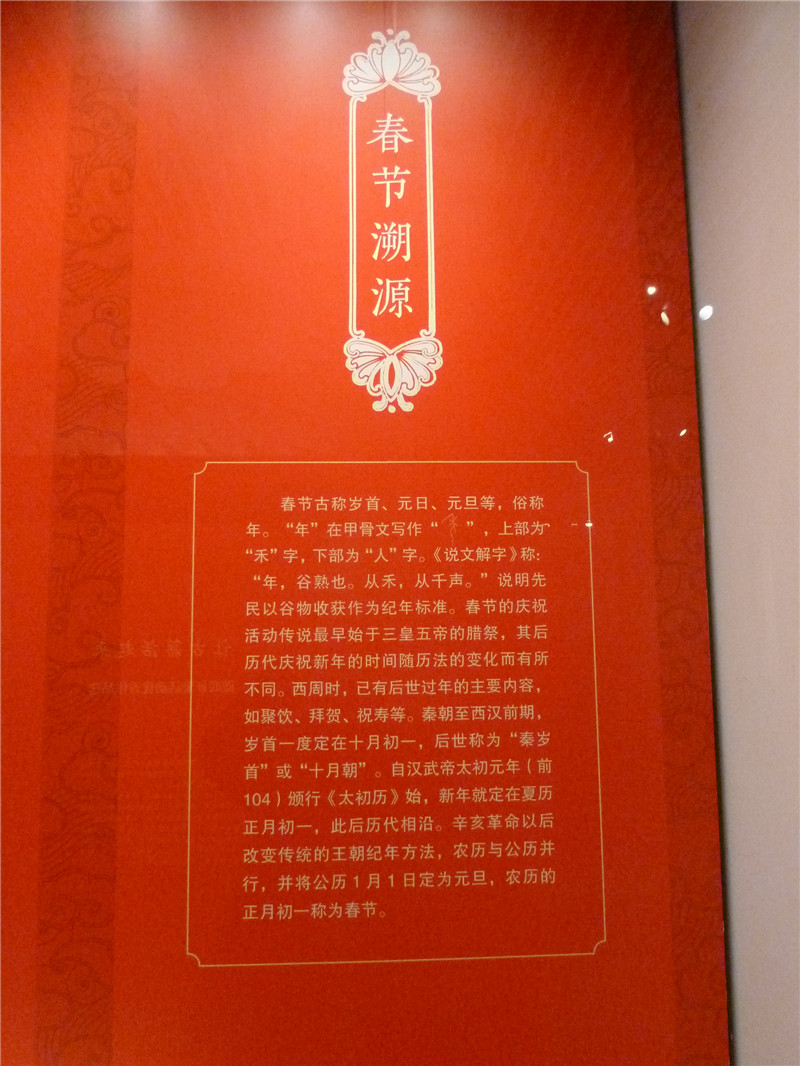 春节溯源
春节古称岁首、元日、元旦等，俗称
年。“年”在甲骨文写作“ ”，上部为
“禾”字，下部为“人”字。《说文解字》称：
“年，谷熟也。从禾，从千声。”说明先
民以谷物收获作为纪年标准。春节的庆祝
活动传说最早始于三皇五帝的腊祭，其后
历代庆祝新年的时间随历法的变化而有所
不同。西周时，已有后世过年的主要内容，
如聚饮、拜贺、祝寿等。秦朝至西汉前期，
岁首一度定在十月初一，后世称为“秦岁
首”或“十月朝”。自汉武帝太初元年（前
104）颁行《太初历》始，新年就定在夏历
正月初一，此后历代相沿。辛亥革命以后
改变传统的王朝纪年方法，农历与公历并
行，并将公历1月1日定为元旦，农历的
正月初一称为春节。